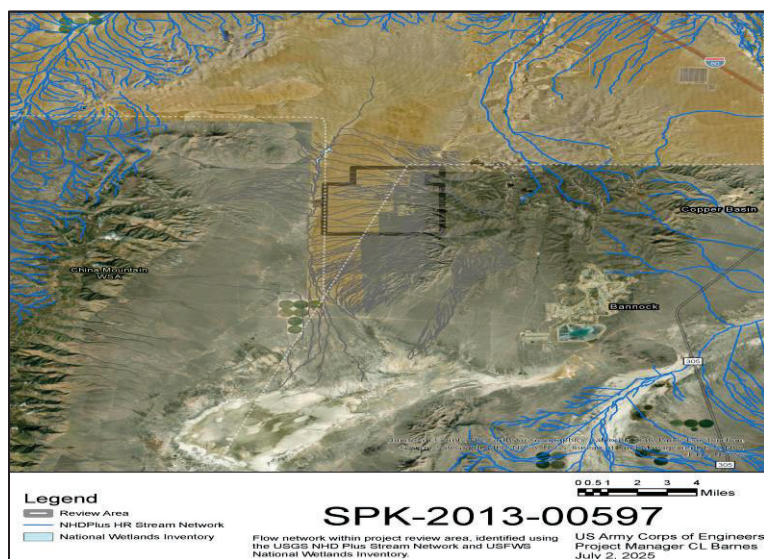 80
Copper Basin
China Mountain
WSA
Bannock
305
305
0 0.5 1 2 3 4
Miles
Legend
Review Area
NHDPlus HR Stream Network
National Wetlands Inventory
SPK-2013-00597
Flow network within project review area, identified using
the USGS NHD Plus Stream Network and USFWS
National Wetlands Inventory.
US Army Corps of Engineers
Project Manager CL Barnes
July 2, 2025